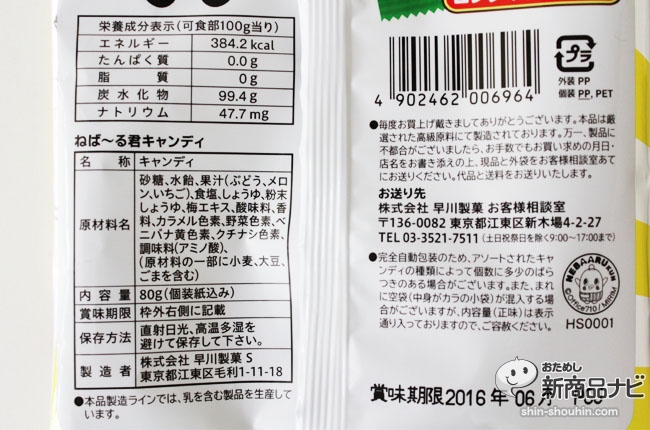 栄養成分表示(可食部100g当り)
エネルギー 384.2 kcal
たんぱく質 0.0 g
脂質 0 g
炭水化物 99.4 g
ナトリウム 47.7 mg
ねば〜る君キャンディ
名称 キャンディ
原材料名
砂糖、水飴、果汁(ぶどう、メロ
ン、いちご)、食塩、しょうゆ、粉末
しょうゆ、梅エキス、酸味料、香
料、カラメル色素、野菜色素、ベ
ニバナ黄色素、クチナシ色素、
調味料(アミノ酸)、
(原材料の一部に小麦、大豆、
ごまを含む)
内容量 80g(個装紙込み)
賞味期限 枠外右側に記載
保存方法
直射日光、高温多湿を
避けて保存して下さい。
製造者
株式会社 早川製菓 S
東京都江東区毛利1-11-18
●本品製造ラインでは、乳を含む製品を生産して
います。
4 902462 006964
プラ
外装 PP
個装 PP, PET
●毎度お買上げ戴きましてありがとうございます。本品は厳
選された高級原料にて製造されております。万一、製品に
不都合がございましたら、お手数でもお買い求めの月日・
店名をお書き添えの上、現品と外袋をお客様相談室あて
にお送りください。代品と送料をお送りいたします。
お送り先
株式会社 早川製菓 お客様相談室
〒136-0082 東京都江東区新木場4-2-27
TEL 03-3521-7511 (土日祝祭日を除く9:00〜17:00まで)
●完全自動包装のため、アソートされたキャ
ンディの種類によって個数に多少のばら
つきのある場合がございます。また、まれ
に空袋(中身がカラの小袋)が混入する場
合がございますが、内容量(正味)は表示
通り入っておりますので、ご容赦ください。
NEBAARU KUN
©office710/MRBM
HS0001
賞味期限 2016 年 06
おためし
新商品ナビ
shin-shouhin.com